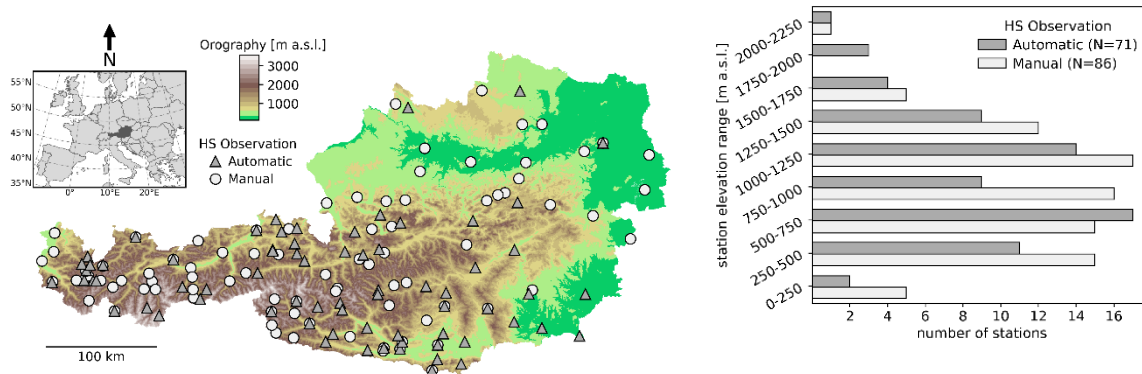 N
Orography [m a.s.l.]
3000
2000
1000
55°N
50°N
45°N
40°N
35°N
0°
10°E
20°E
HS Observation
Automatic
Manual
100 km
station elevation range [m a.s.l.]
2000-2250
1750-2000
1500-1750
1250-1500
1000-1250
750-1000
500-750
250-500
0-250
HS Observation
Automatic (N=71)
Manual (N=86)
2 4 6 8 10 12 14 16
number of stations